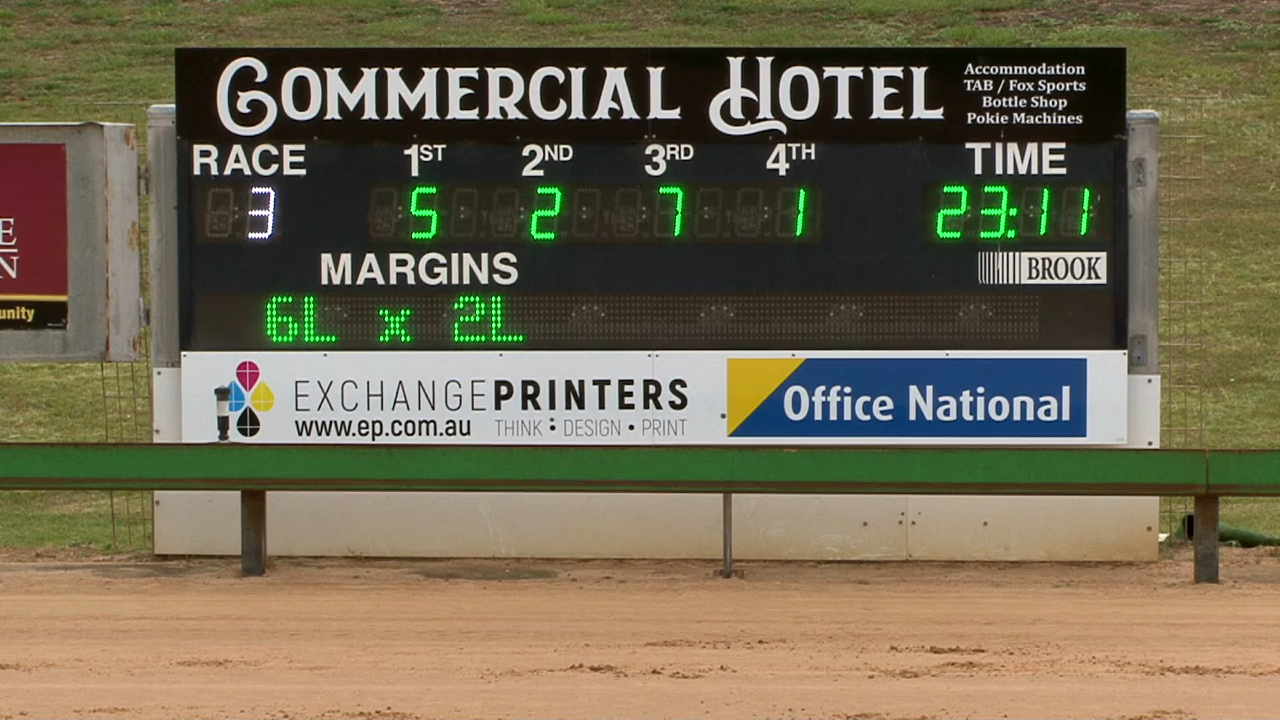 COMMERCIAL HOTEL
Accommodation
TAB / Fox Sports
Bottle Shop
Pokie Machines
RACE 1ST 2ND 3RD 4TH TIME
3 5 2 7 1 23:11
MARGINS
BROOK
6L x 2L
EXCHANGEPRINTERS
www.ep.com.au THINK • DESIGN • PRINT
Office National
E
N
unity